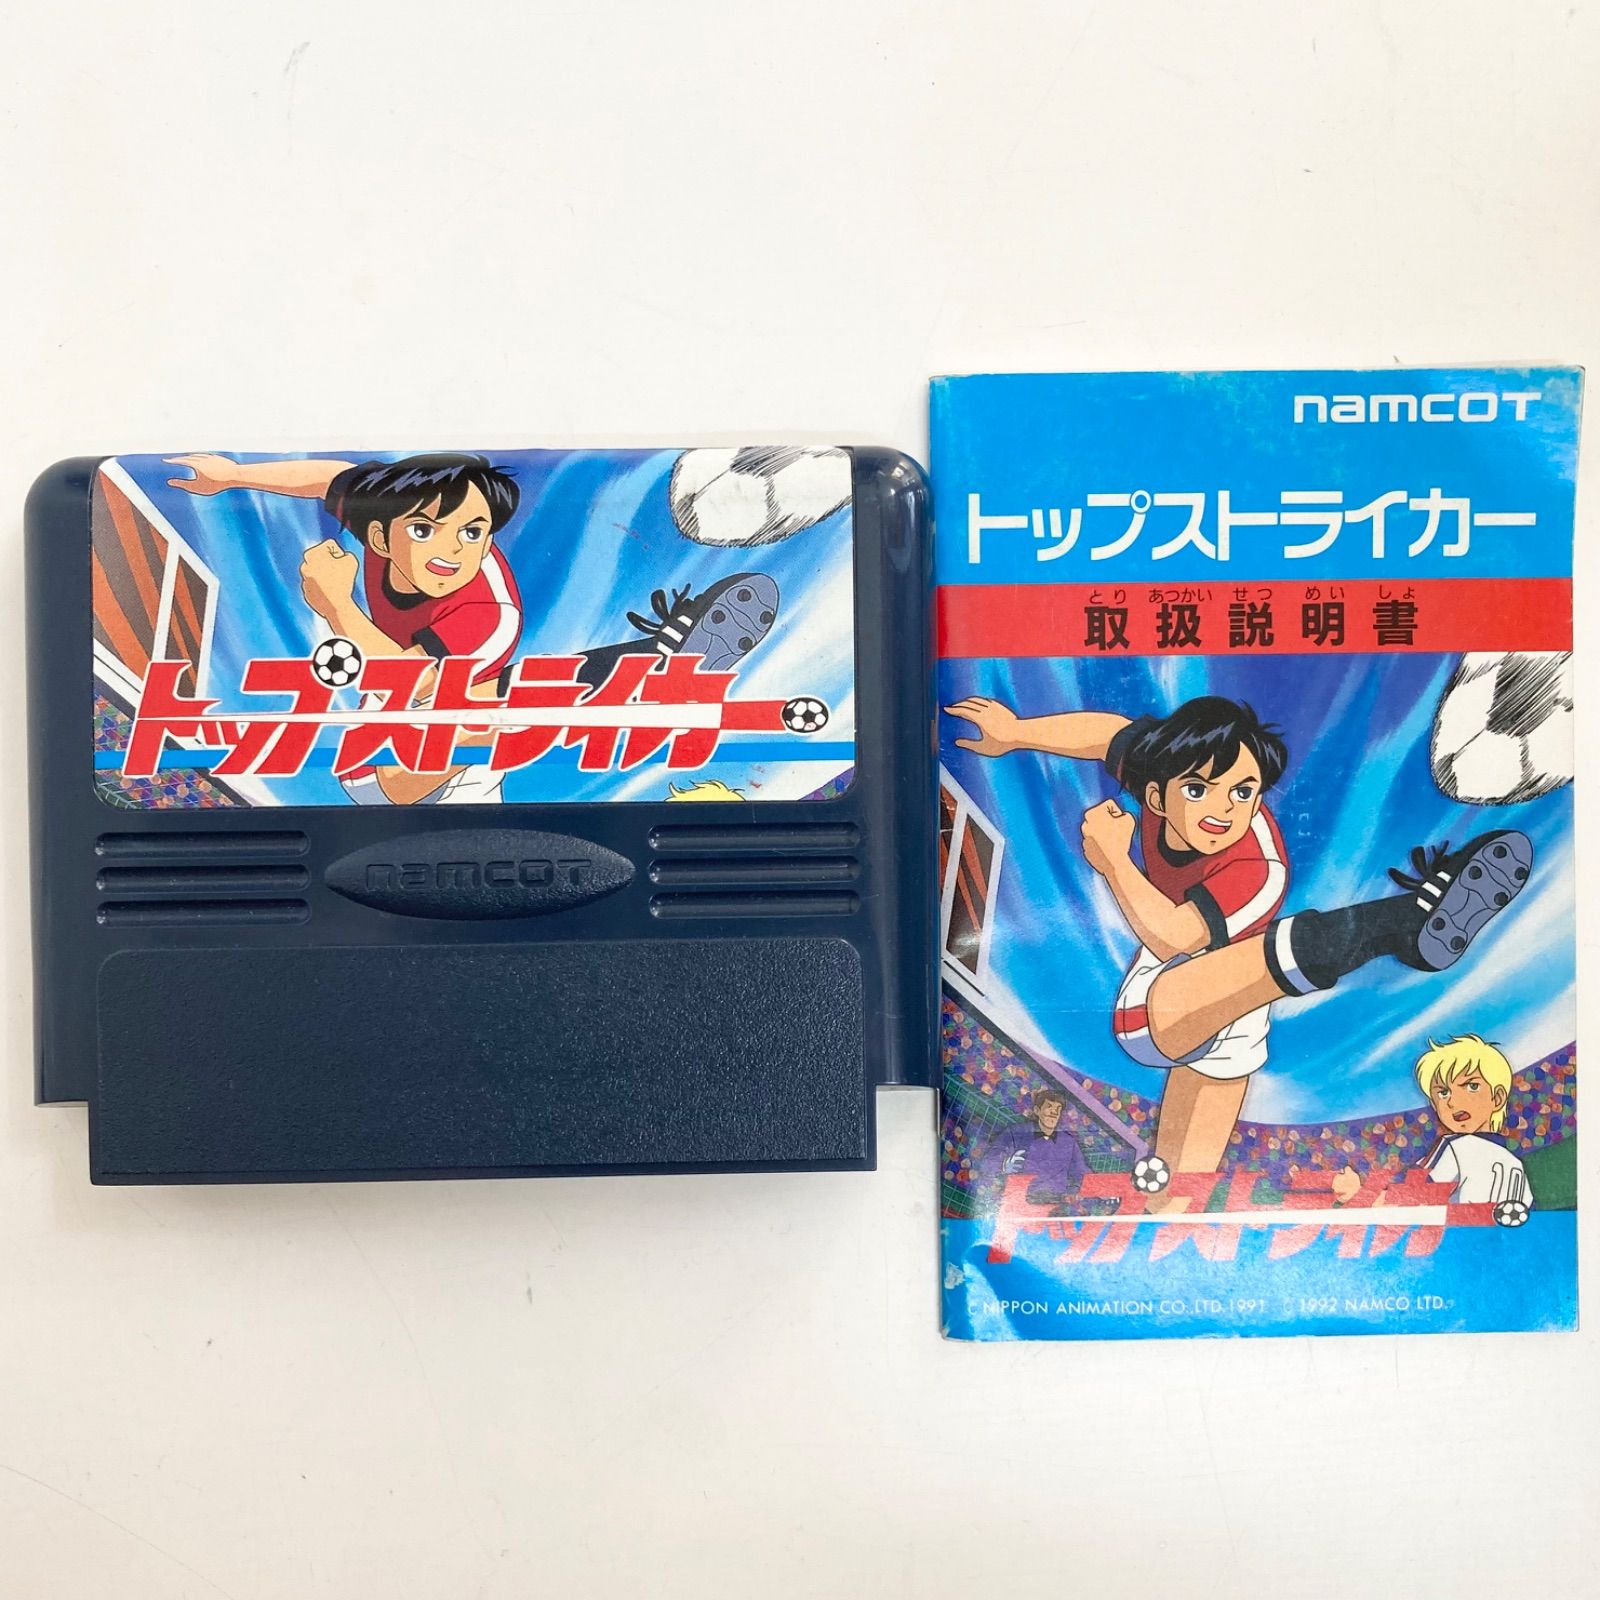 トップストライカー
namcot
namcot
トップストライカー
とり あつかい せつ めい しょ
取扱説明書
10
トップストライカー
© NIPPON ANIMATION CO.,LTD.1991 © 1992 NAMCO LTD.